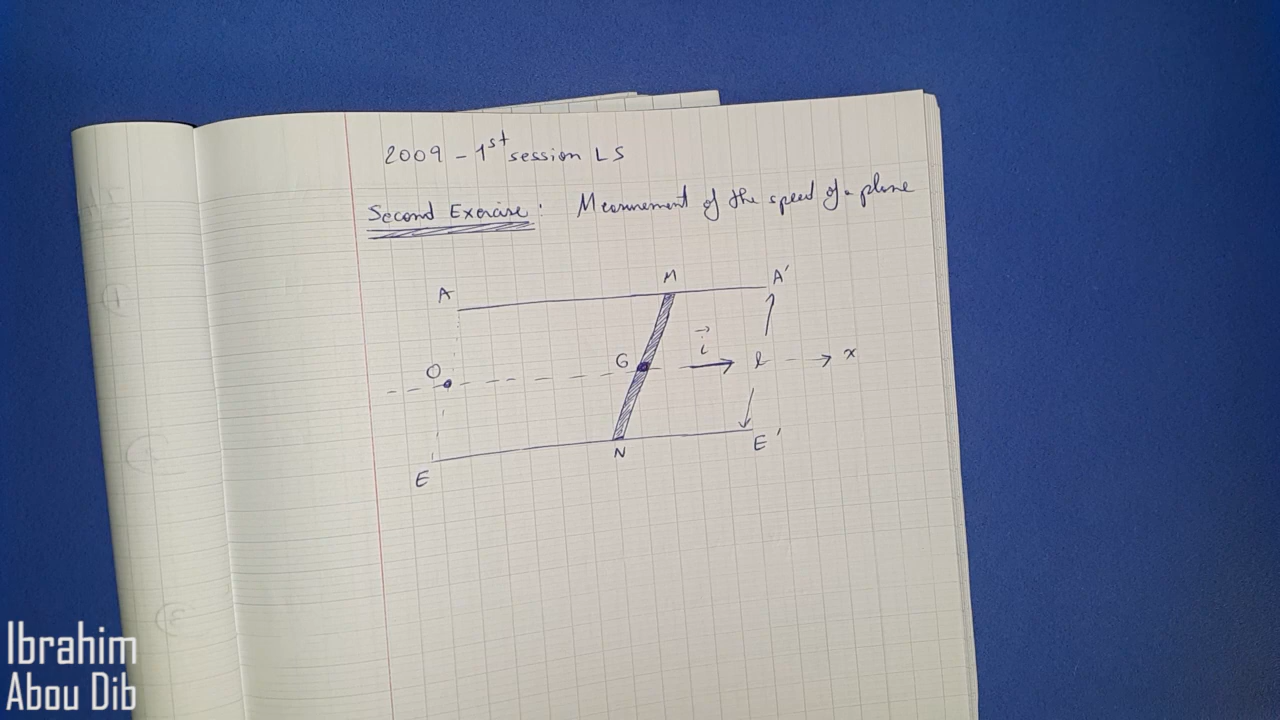 2009 - 1st session LS
Second Exercise: Measurement of the speed of a plane
A M A'
O G i ℓ x
E N E'
Ibrahim
Abou Dib